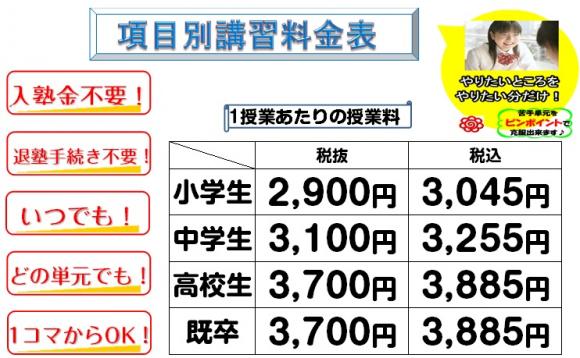 項目別講習料金表
やりたいところを
やりたい分だけ！
苦手単元を
ピンポイントで
克服出来ます♪
入塾金不要！
退塾手続き不要！
いつでも！
どの単元でも！
1コマからOK！
1授業あたりの授業料
税抜 税込
小学生 2,900円 3,045円
中学生 3,100円 3,255円
高校生 3,700円 3,885円
既卒 3,700円 3,885円